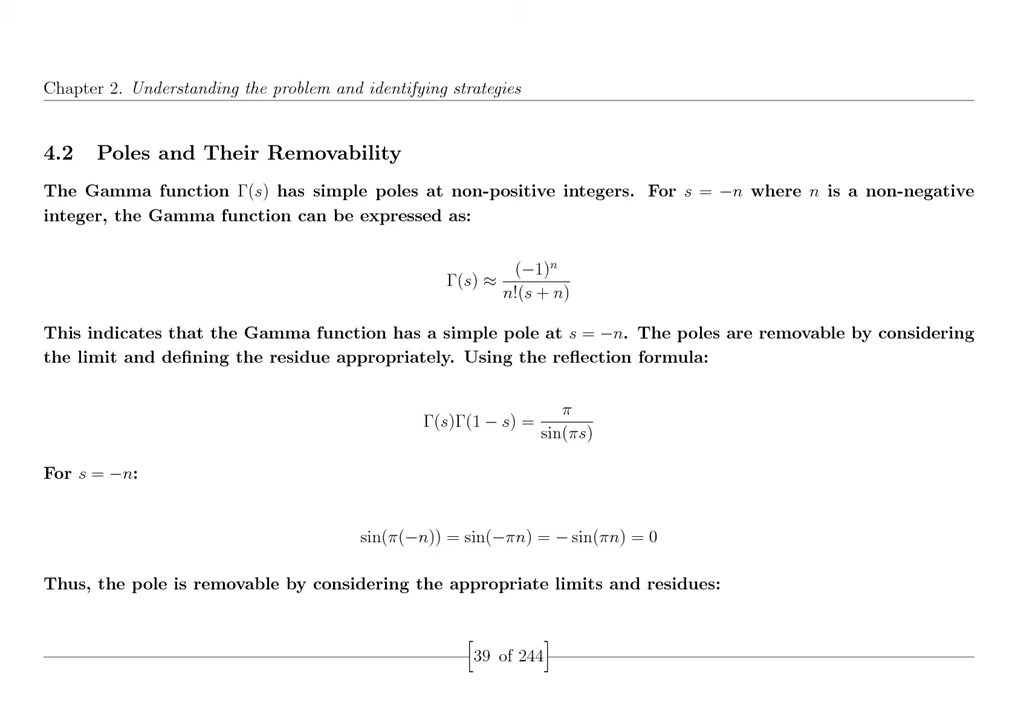 Chapter 2. Understanding the problem and identifying strategies
4.2 Poles and Their Removability
The Gamma function Γ(s) has simple poles at non-positive integers. For s = −n where n is a non-negative
integer, the Gamma function can be expressed as:
Γ(s) ≈ (−1)ⁿ / n!(s + n)
This indicates that the Gamma function has a simple pole at s = −n. The poles are removable by considering
the limit and defining the residue appropriately. Using the reflection formula:
Γ(s)Γ(1 − s) = π / sin(πs)
For s = −n:
sin(π(−n)) = sin(−πn) = − sin(πn) = 0
Thus, the pole is removable by considering the appropriate limits and residues:
[39 of 244]